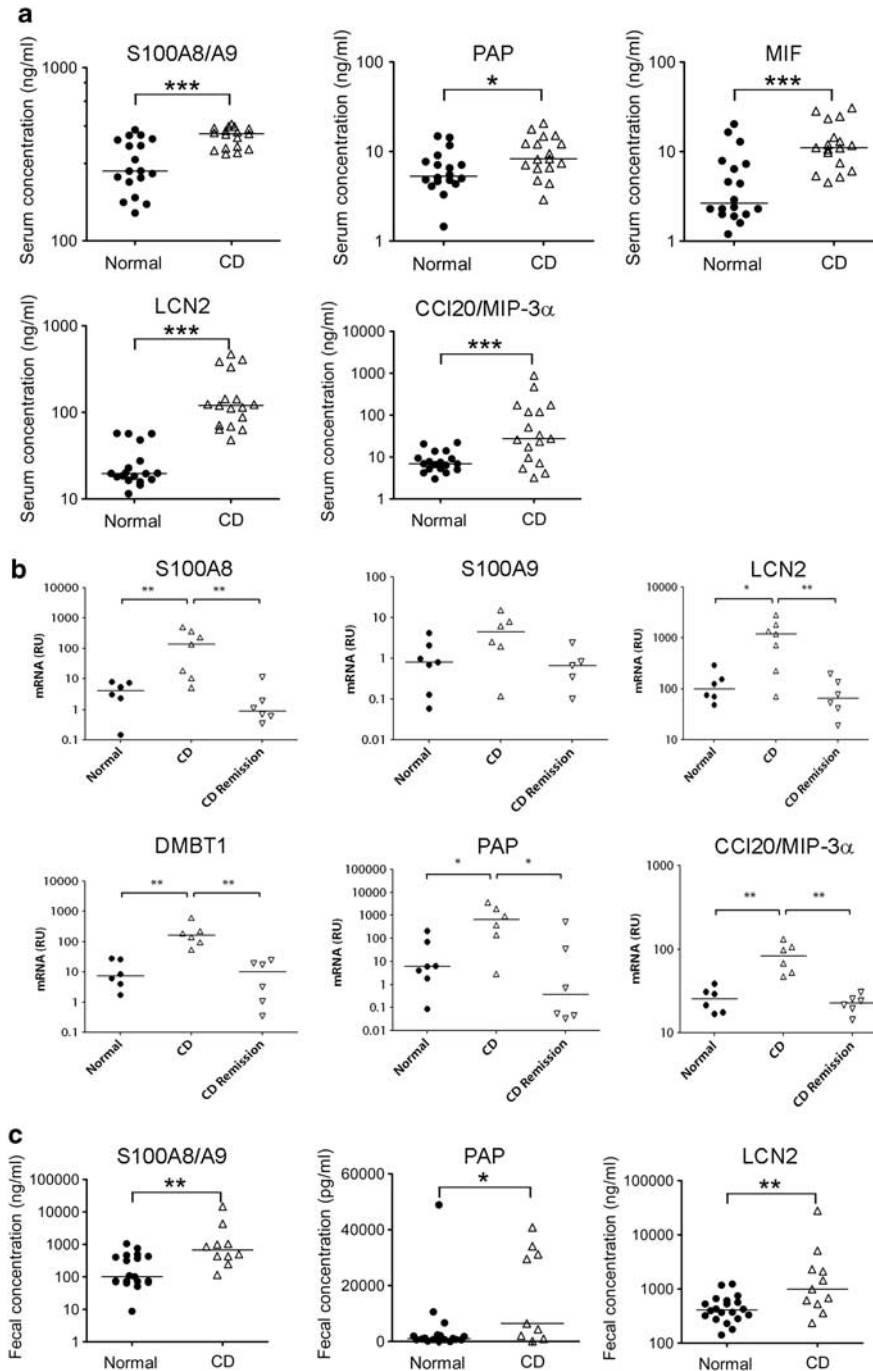 a
S100A8/A9
Serum concentration (ng/ml)
1000
100
***
Normal
CD
PAP
Serum concentration (ng/ml)
100
10
1
*
Normal
CD
MIF
Serum concentration (ng/ml)
100
10
1
***
Normal
CD
LCN2
Serum concentration (ng/ml)
1000
100
10
***
Normal
CD
CCl20/MIP-3α
Serum concentration (ng/ml)
1000
100
10
1
***
Normal
CD
b
S100A8
mRNA (RU)
10000
1000
100
10
1
0.1
**
**
Normal
CD
CD Remission
S100A9
mRNA (RU)
100
10
1
0.1
0.01
Normal
CD
CD Remission
LCN2
mRNA (RU)
10000
1000
100
10
*
**
Normal
CD
CD Remission
DMBT1
mRNA (RU)
10000
1000
100
10
1
0.1
**
**
Normal
CD
CD Remission
PAP
mRNA (RU)
100000
10000
1000
100
10
1
0.1
0.01
*
*
Normal
CD
CD Remission
CCl20/MIP-3α
mRNA (RU)
1000
100
10
**
**
Normal
CD
CD Remission
c
S100A8/A9
Fecal concentration (ng/ml)
100000
10000
1000
100
10
1
**
Normal
CD
PAP
Fecal concentration (pg/ml)
60000
40000
20000
0
*
Normal
CD
LCN2
Fecal concentration (ng/ml)
100000
10000
1000
100
**
Normal
CD